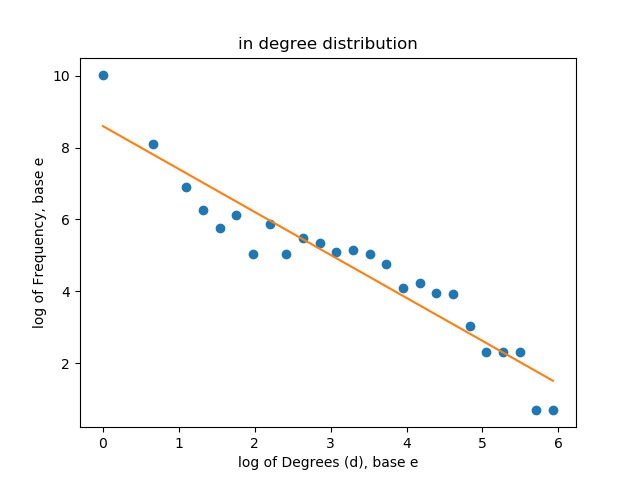 in degree distribution
10
8
6
4
2
log of Frequency, base e
0 1 2 3 4 5 6
log of Degrees (d), base e